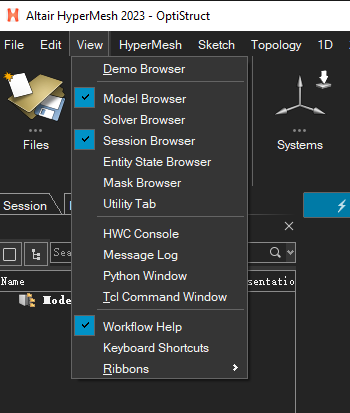 Altair HyperMesh 2023 - OptiStruct
File Edit View HyperMesh Sketch Topology 1D
Demo Browser
Model Browser
Solver Browser
Session Browser
Entity State Browser
Mask Browser
Utility Tab
HWC Console
Message Log
Python Window
Tcl Command Window
Workflow Help
Keyboard Shortcuts
Ribbons
Files
Systems
Session
Sea
Name
sentation
Mode